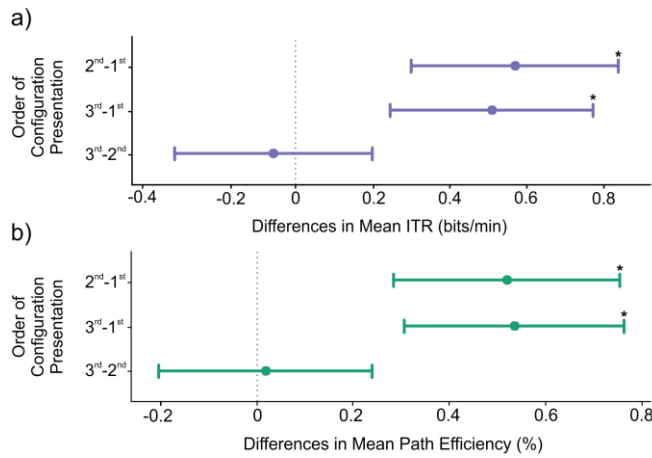 a)
Order of
Configuration
Presentation
2ⁿᵈ-1ˢᵗ
*
3ʳᵈ-1ˢᵗ
*
3ʳᵈ-2ⁿᵈ
-0.4 -0.2 0 0.2 0.4 0.6 0.8
Differences in Mean ITR (bits/min)
b)
Order of
Configuration
Presentation
2ⁿᵈ-1ˢᵗ
*
3ʳᵈ-1ˢᵗ
*
3ʳᵈ-2ⁿᵈ
-0.2 0 0.2 0.4 0.6 0.8
Differences in Mean Path Efficiency (%)